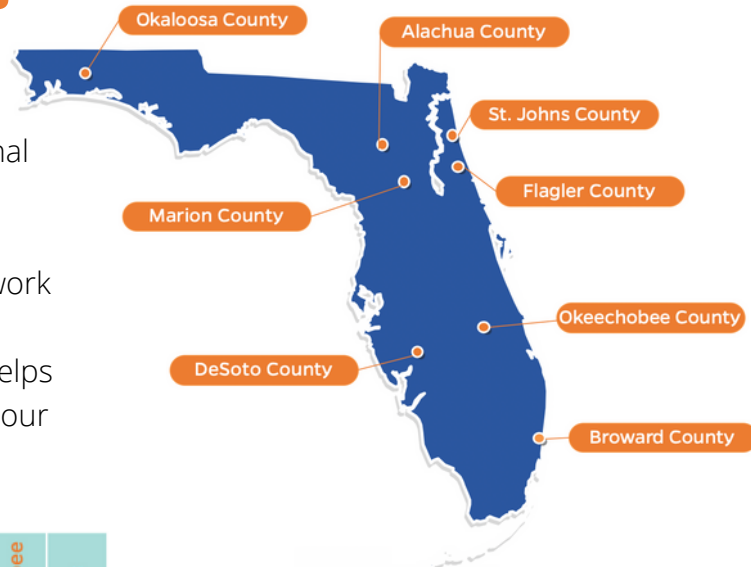 Okaloosa County
Alachua County
St. Johns County
Flagler County
Marion County
Okeechobee County
DeSoto County
Broward County